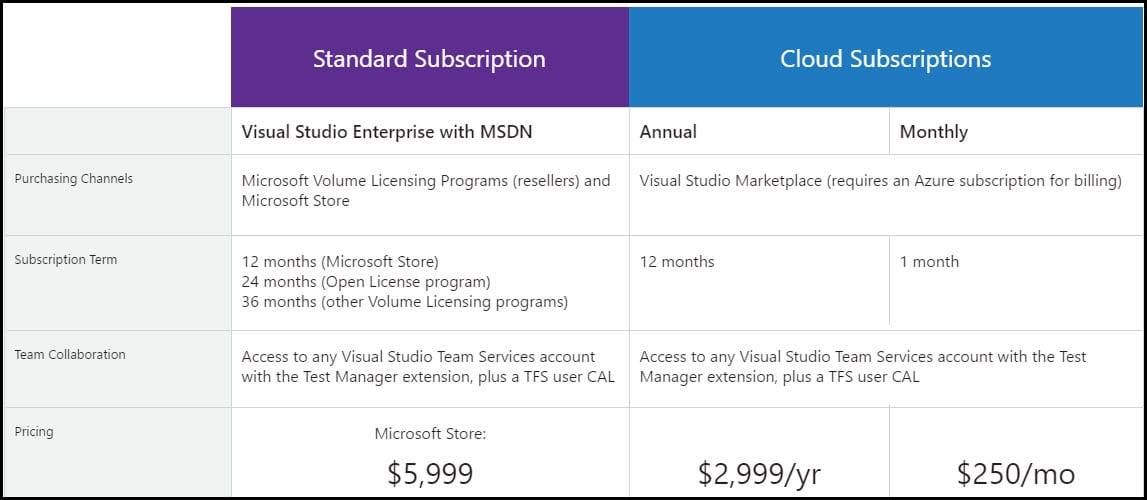 Standard Subscription
Cloud Subscriptions
Visual Studio Enterprise with MSDN
Annual
Monthly
Purchasing Channels
Microsoft Volume Licensing Programs (resellers) and
Microsoft Store
Visual Studio Marketplace (requires an Azure subscription for billing)
Subscription Term
12 months (Microsoft Store)
24 months (Open License program)
36 months (other Volume Licensing programs)
12 months
1 month
Team Collaboration
Access to any Visual Studio Team Services account
with the Test Manager extension, plus a TFS user CAL
Access to any Visual Studio Team Services account with the Test
Manager extension, plus a TFS user CAL
Pricing
Microsoft Store:
$5,999
$2,999/yr
$250/mo